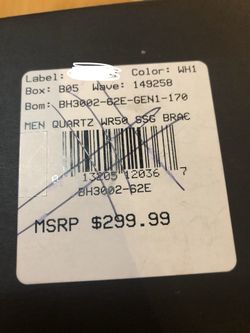 Label: Color: WH1
Box: B05 Wave: 149258
Bom: BH3002-62E-GEN1-170
MEN QUARTZ WR50 SSG BRAC
13205 12036 7
BH3002-62E
MSRP $299.99